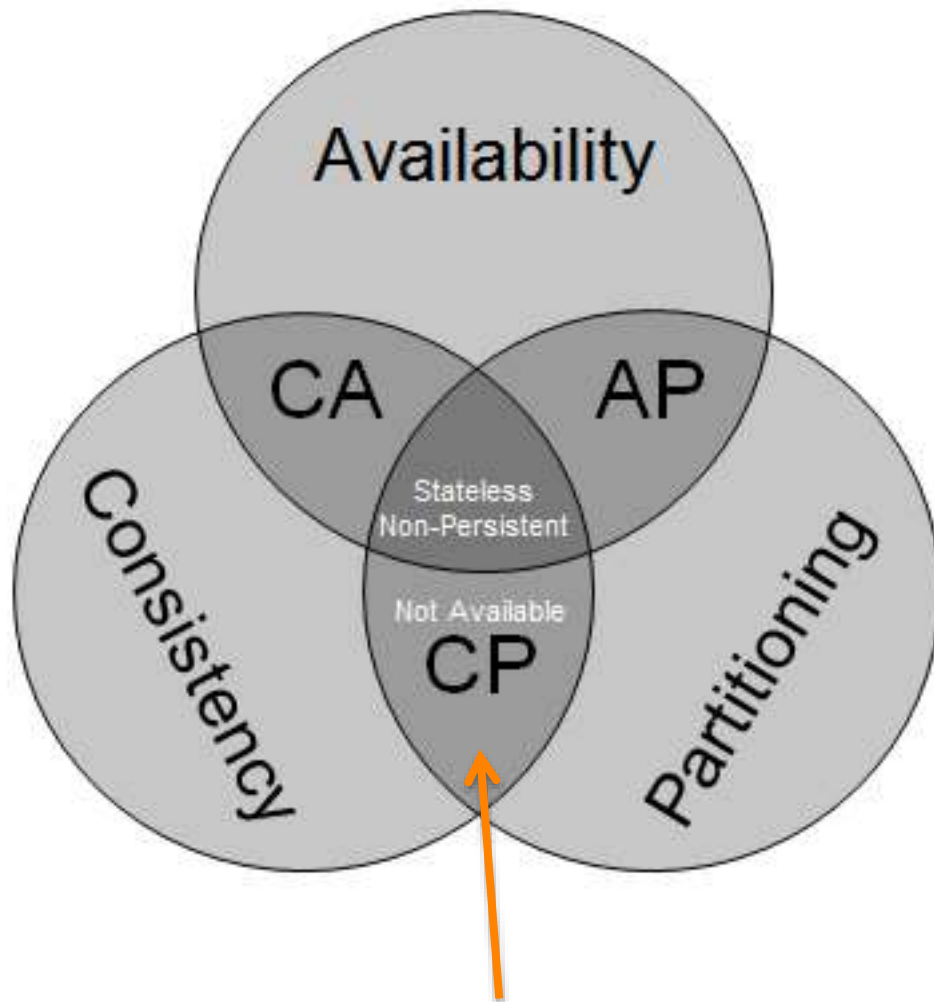 Availability
CA
AP
Stateless
Non-Persistent
Consistency
Partitioning
Not Available
CP